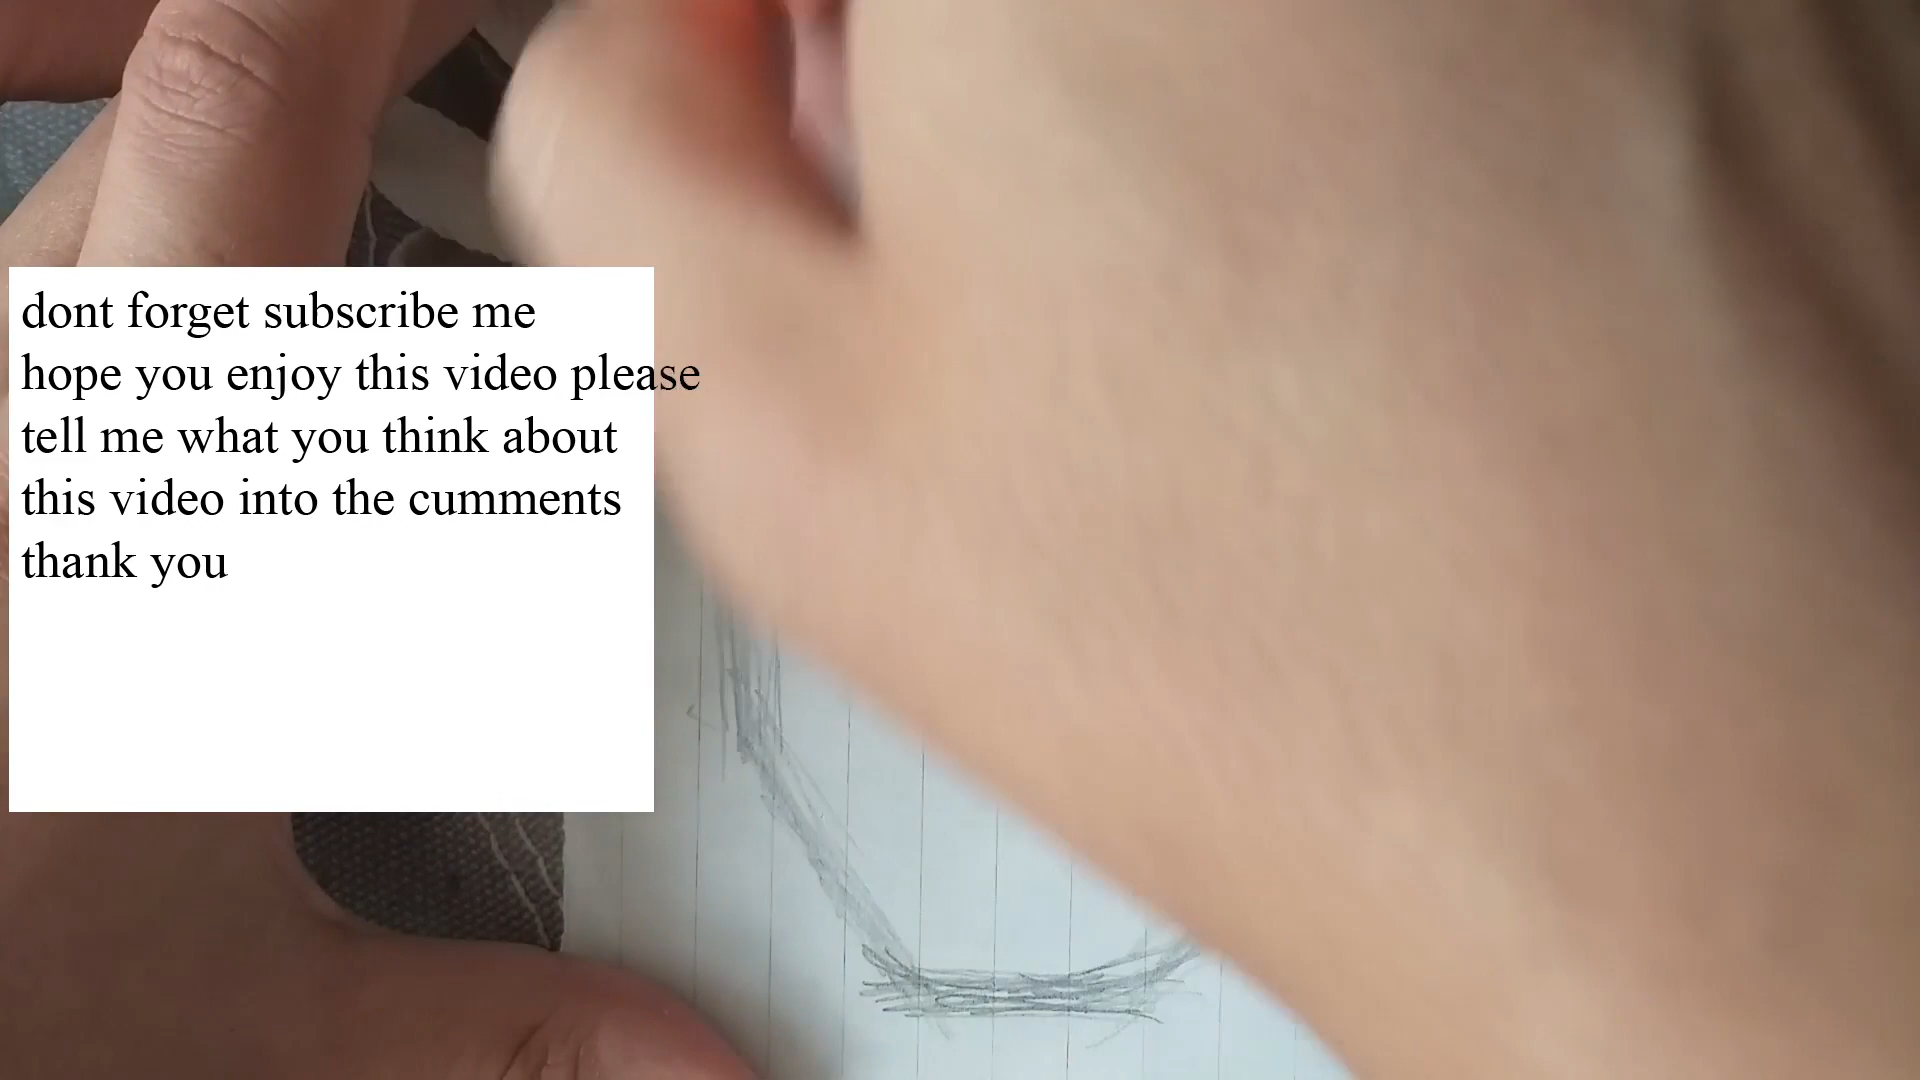 dont forget subscribe me
hope you enjoy this video please
tell me what you think about
this video into the cumments
thank you